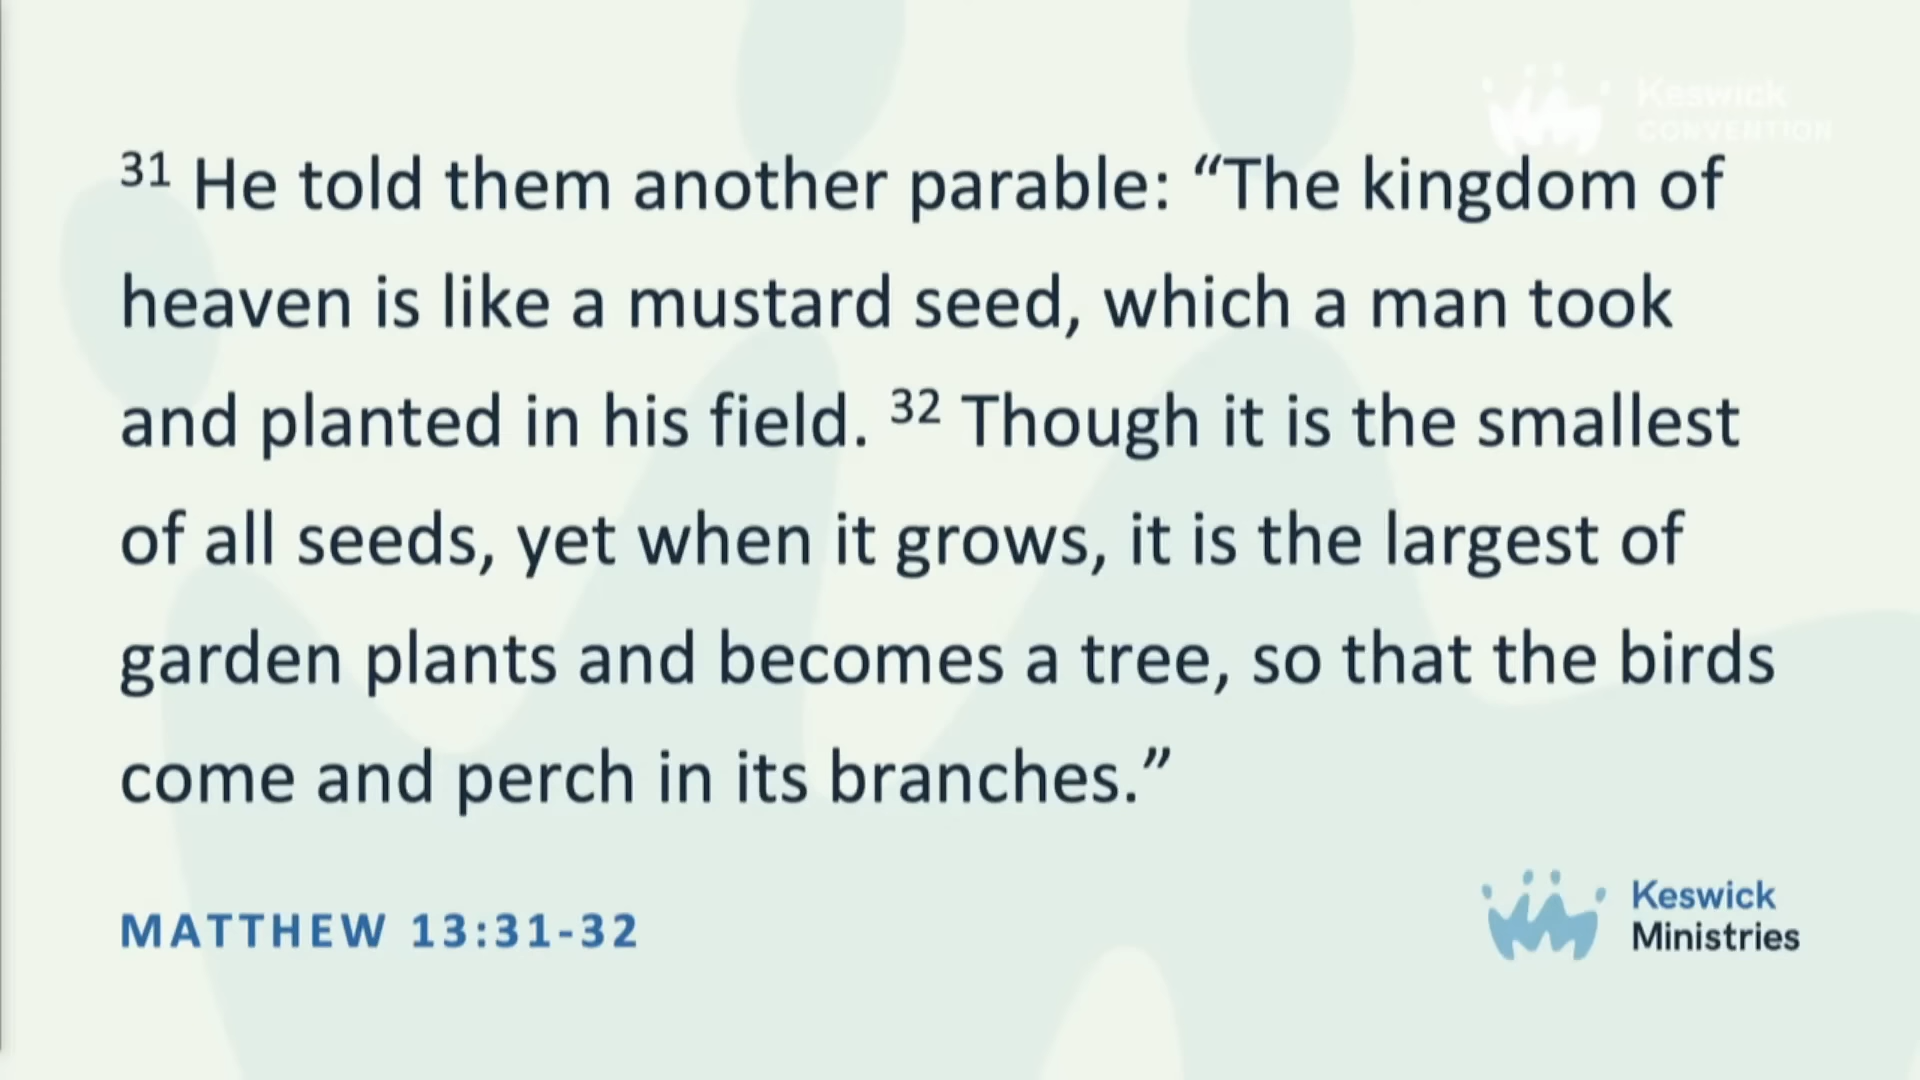 Keswick
CONVENTION
31 He told them another parable: “The kingdom of
heaven is like a mustard seed, which a man took
and planted in his field. 32 Though it is the smallest
of all seeds, yet when it grows, it is the largest of
garden plants and becomes a tree, so that the birds
come and perch in its branches.”
MATTHEW 13:31-32
Keswick
Ministries